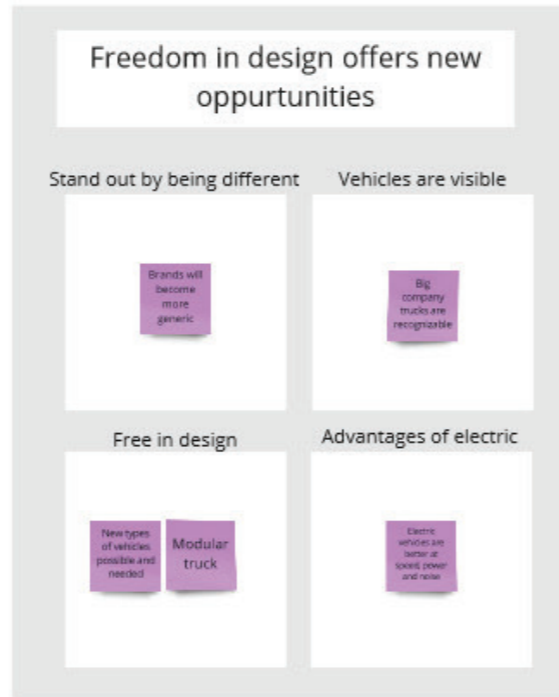 Freedom in design offers new
oppurtunities
Stand out by being different
Vehicles are visible
Brands will
become
more
generic
Big
company
trucks are
recognizable
Free in design
Advantages of electric
New types
of vehicles
possible and
needed
Modular
truck
Electric
vehicles are
better at
speed, power
and noise